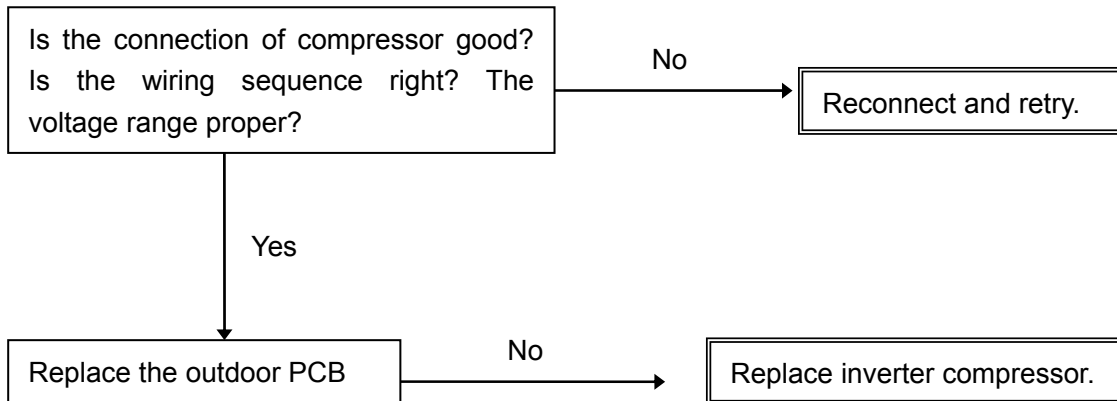 Is the connection of compressor good?
Is the wiring sequence right? The
voltage range proper?
No
Reconnect and retry.
Yes
Replace the outdoor PCB
No
Replace inverter compressor.